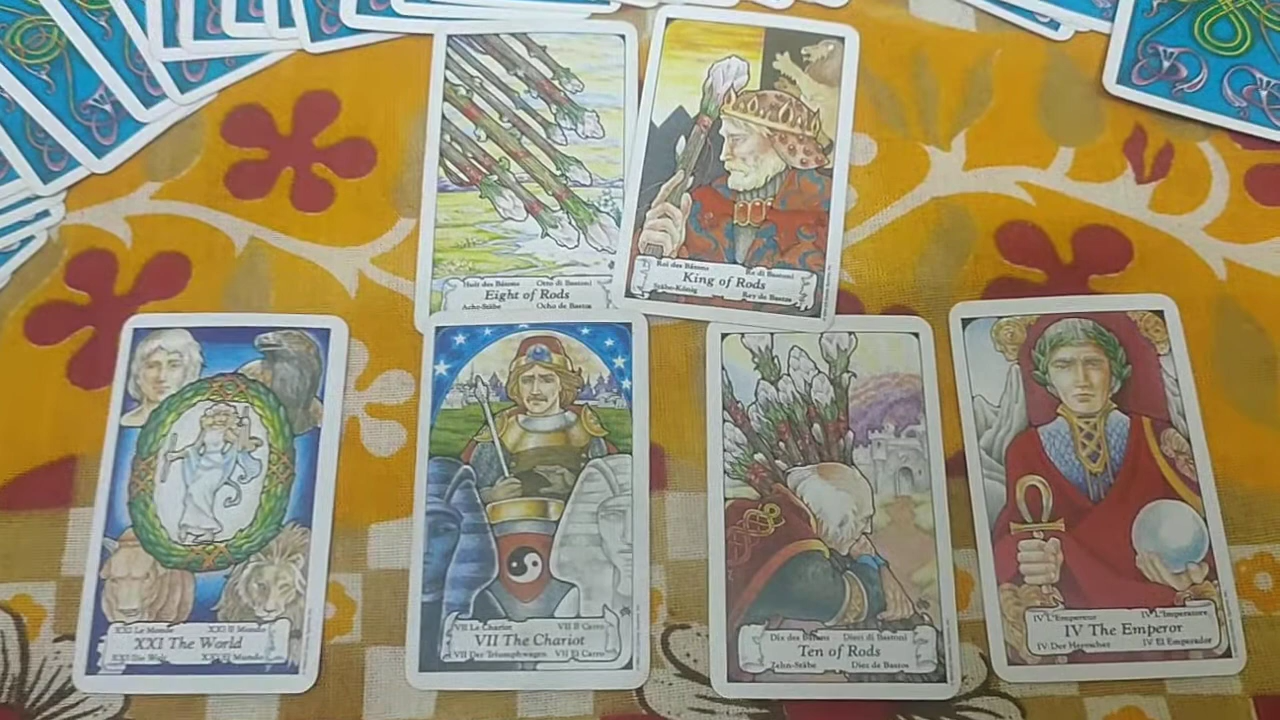 Huit des Bâtons Otto di Bastoni
Eight of Rods
Acht-Stäbe Ocho de Bastos
Roi des Bâtons Re di Bastoni
King of Rods
Stäbe-König Rey de Bastos
XXI Le Monde XXI Il Mondo
XXI The World
XXI Die Welt XXI El Mundo
VII Le Chariot VII Il Carro
VII The Chariot
VII Der Triumphwagen VII El Carro
Dix des Bâtons Dieci di Bastoni
Ten of Rods
Zehn-Stäbe Diez de Bastos
IV L'Empereur IV L'Imperatore
IV The Emperor
IV Der Herrscher IV El Emperador